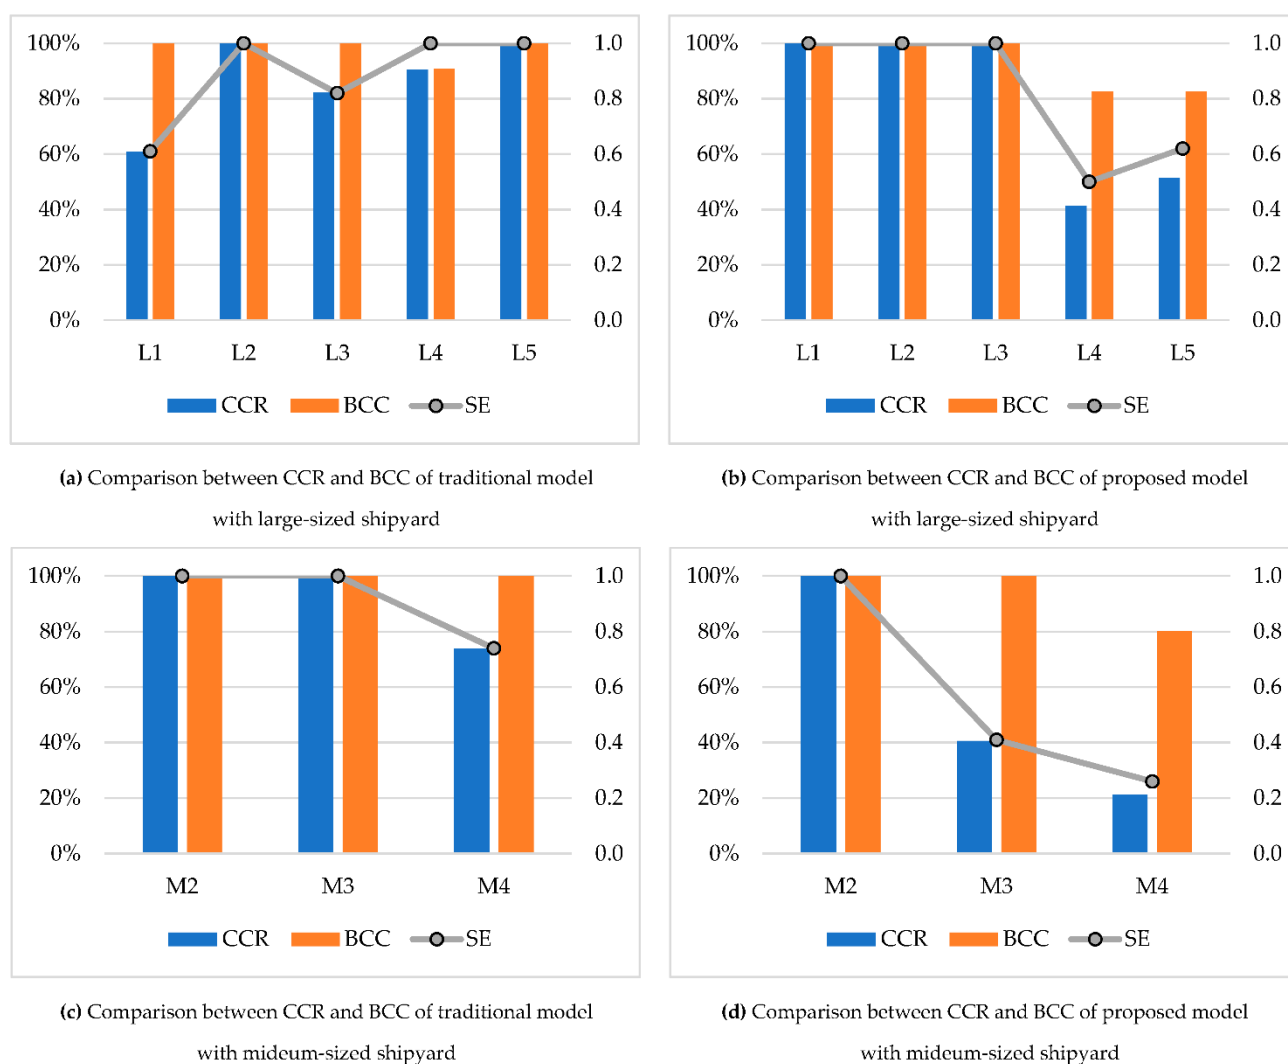 100% 1.0
80% 0.8
60% 0.6
40% 0.4
20% 0.2
0% 0.0
L1 L2 L3 L4 L5
CCR BCC SE
(a) Comparison between CCR and BCC of traditional model
with large-sized shipyard
100% 1.0
80% 0.8
60% 0.6
40% 0.4
20% 0.2
0% 0.0
L1 L2 L3 L4 L5
CCR BCC SE
(b) Comparison between CCR and BCC of proposed model
with large-sized shipyard
100% 1.0
80% 0.8
60% 0.6
40% 0.4
20% 0.2
0% 0.0
M2 M3 M4
CCR BCC SE
(c) Comparison between CCR and BCC of traditional model
with mideum-sized shipyard
100% 1.0
80% 0.8
60% 0.6
40% 0.4
20% 0.2
0% 0.0
M2 M3 M4
CCR BCC SE
(d) Comparison between CCR and BCC of proposed model
with mideum-sized shipyard